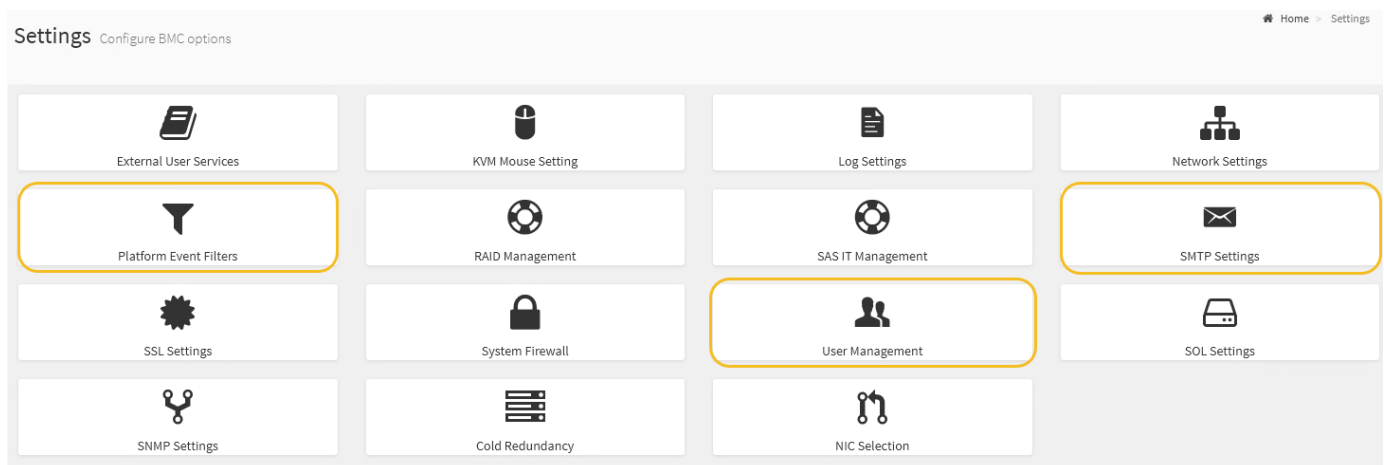 Settings Configure BMC options
Home > Settings
External User Services
KVM Mouse Setting
Log Settings
Network Settings
Platform Event Filters
RAID Management
SAS IT Management
SMTP Settings
SSL Settings
System Firewall
User Management
SOL Settings
SNMP Settings
Cold Redundancy
NIC Selection